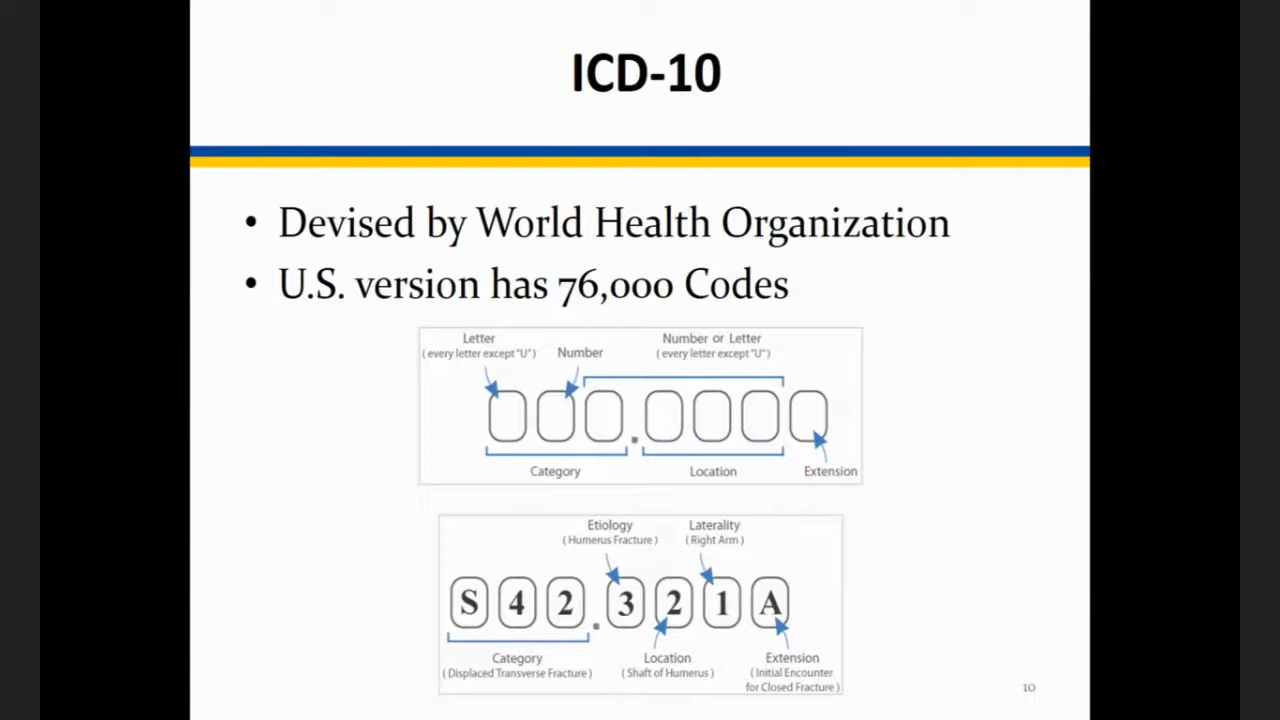 ICD-10
• Devised by World Health Organization
• U.S. version has 76,000 Codes
Letter
(every letter except "U")
Number
Number or Letter
(every letter except "U")
.
Category
Location
Extension
Etiology
(Humerus Fracture)
Laterality
(Right Arm)
S 4 2 . 3 2 1 A
Category
(Displaced Transverse Fracture)
Location
(Shaft of Humerus)
Extension
(Initial Encounter
for Closed Fracture)
10